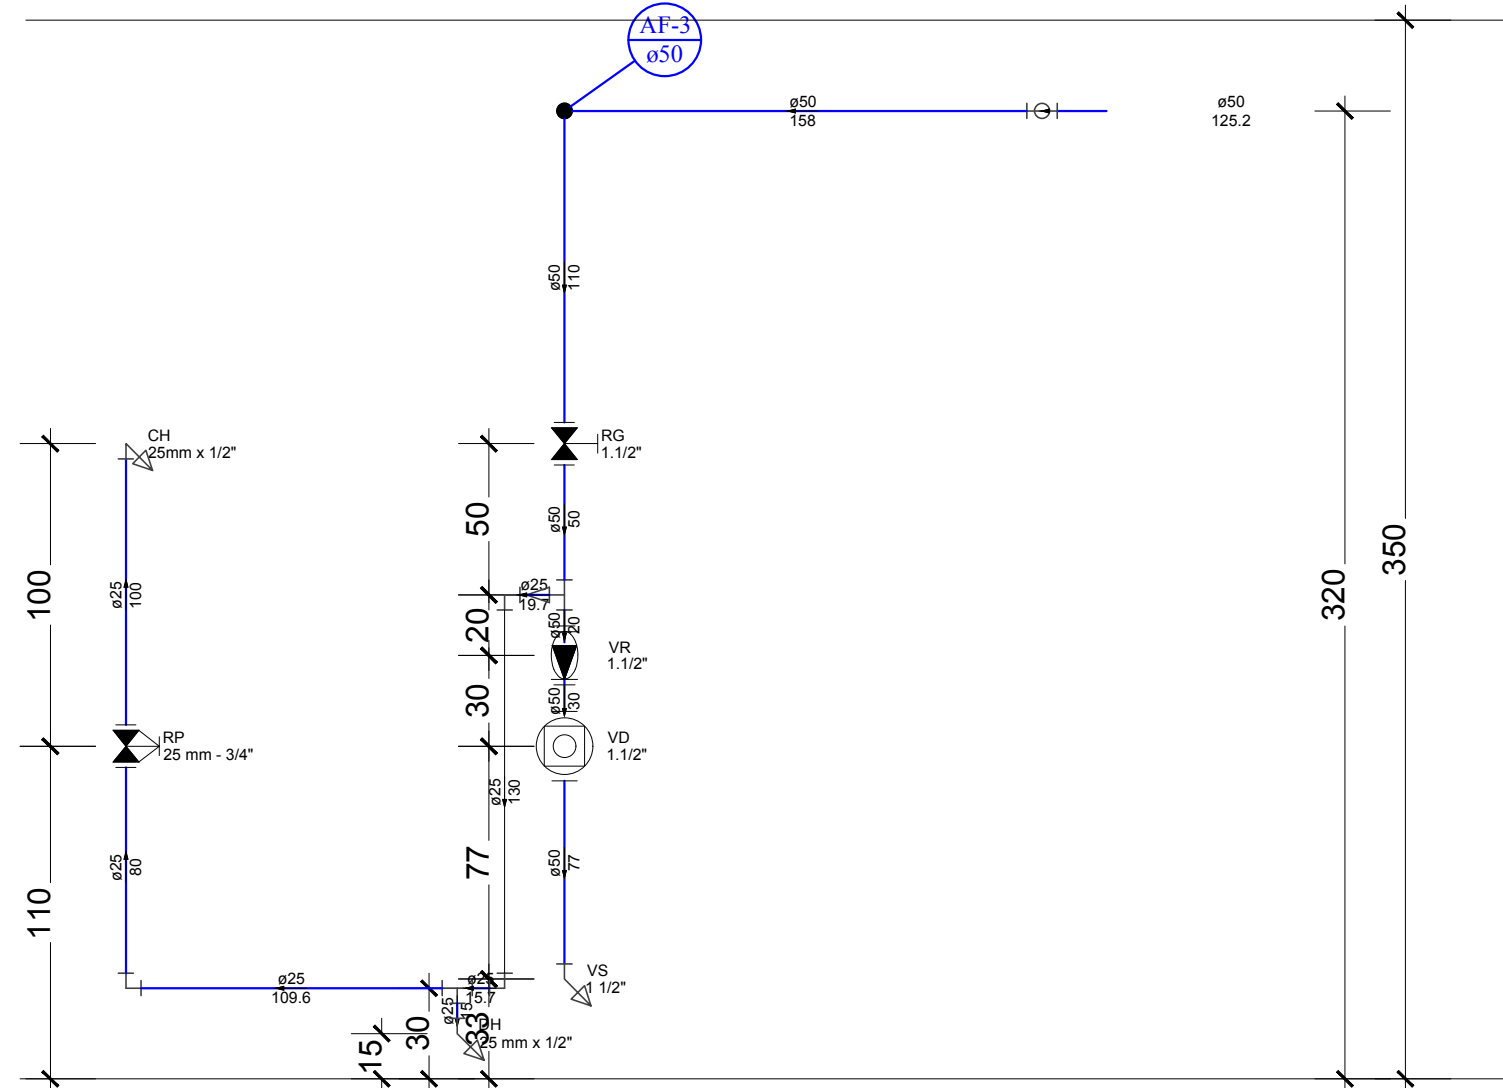 AF-3
ø50
ø50
158
ø50
125.2
ø50
110
CH
25mm x 1/2"
RG
1.1/2"
50
ø50
50
350
100
ø25
100
320
ø25
19.7
20
ø50
20
VR
1.1/2"
30
ø50
30
RP
25 mm - 3/4"
VD
1.1/2"
ø25
130
77
ø50
77
ø25
80
110
ø25
109.6
ø25
15.7
VS
1 1/2"
ø25
15
DH
25 mm x 1/2"
33
30
15